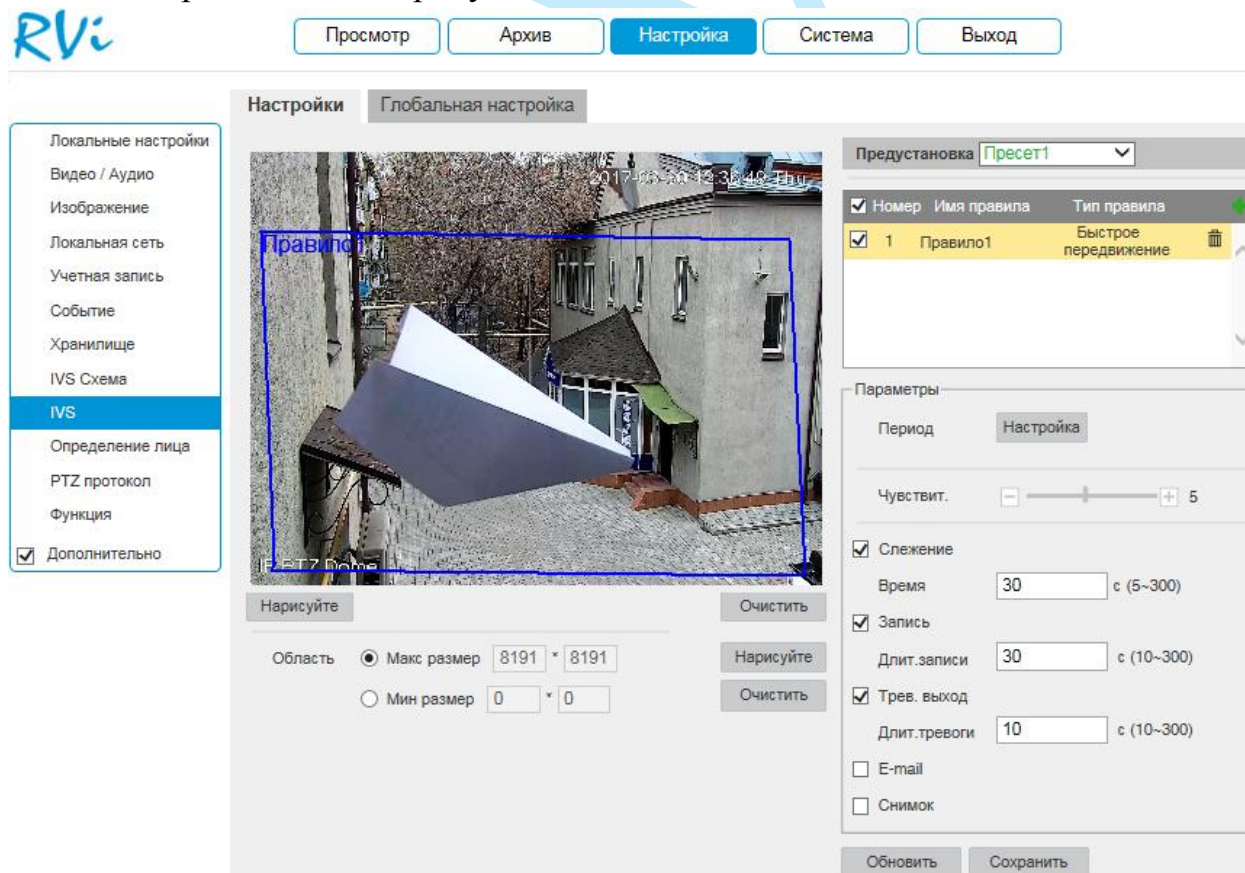 RVi
Просмотр Архив Настройка Система Выход
Настройки Глобальная настройка
Локальные настройки
Видео / Аудио
Изображение
Локальная сеть
Учетная запись
Событие
Хранилище
IVS Схема
IVS
Определение лица
PTZ протокол
Функция
Дополнительно
Правило1
IP PTZ Dome
Нарисуйте Очистить
Область Макс размер 8191 * 8191 Нарисуйте
Мин размер 0 * 0 Очистить
Предустановка Пресет1
Номер Имя правила Тип правила
1 Правило1 Быстрое передвижение
Параметры
Период Настройка
Чувствит. 5
Слежение
Время 30 с (5~300)
Запись
Длит.записи 30 с (10~300)
Трев. выход
Длит.тревоги 10 с (10~300)
E-mail
Снимок
Обновить Сохранить